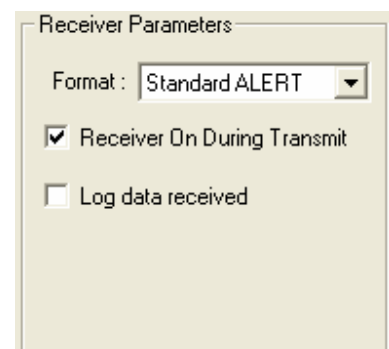 Receiver Parameters
Format : Standard ALERT
Receiver On During Transmit
Log data received